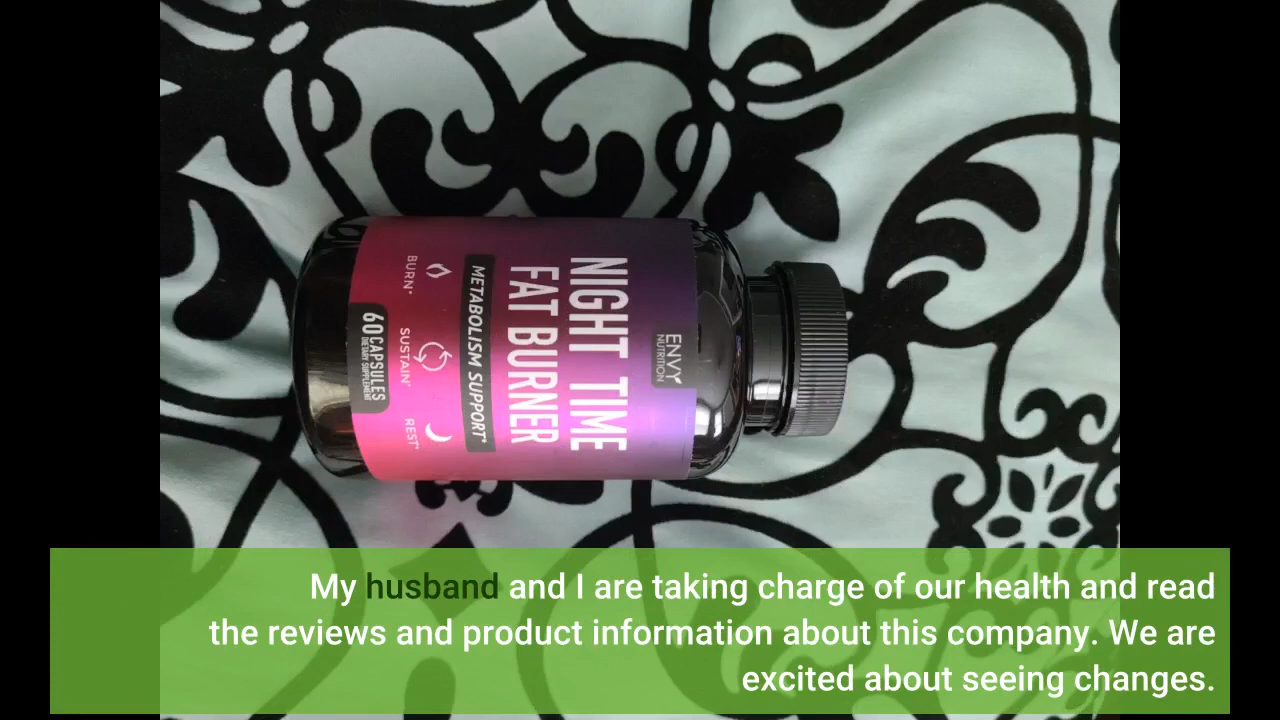 ENVY
NUTRITION
NIGHT TIME
FAT BURNER
METABOLISM SUPPORT*
BURN* SUSTAIN* REST*
60 CAPSULES
DIETARY SUPPLEMENT
My husband and I are taking charge of our health and read
the reviews and product information about this company. We are
excited about seeing changes.